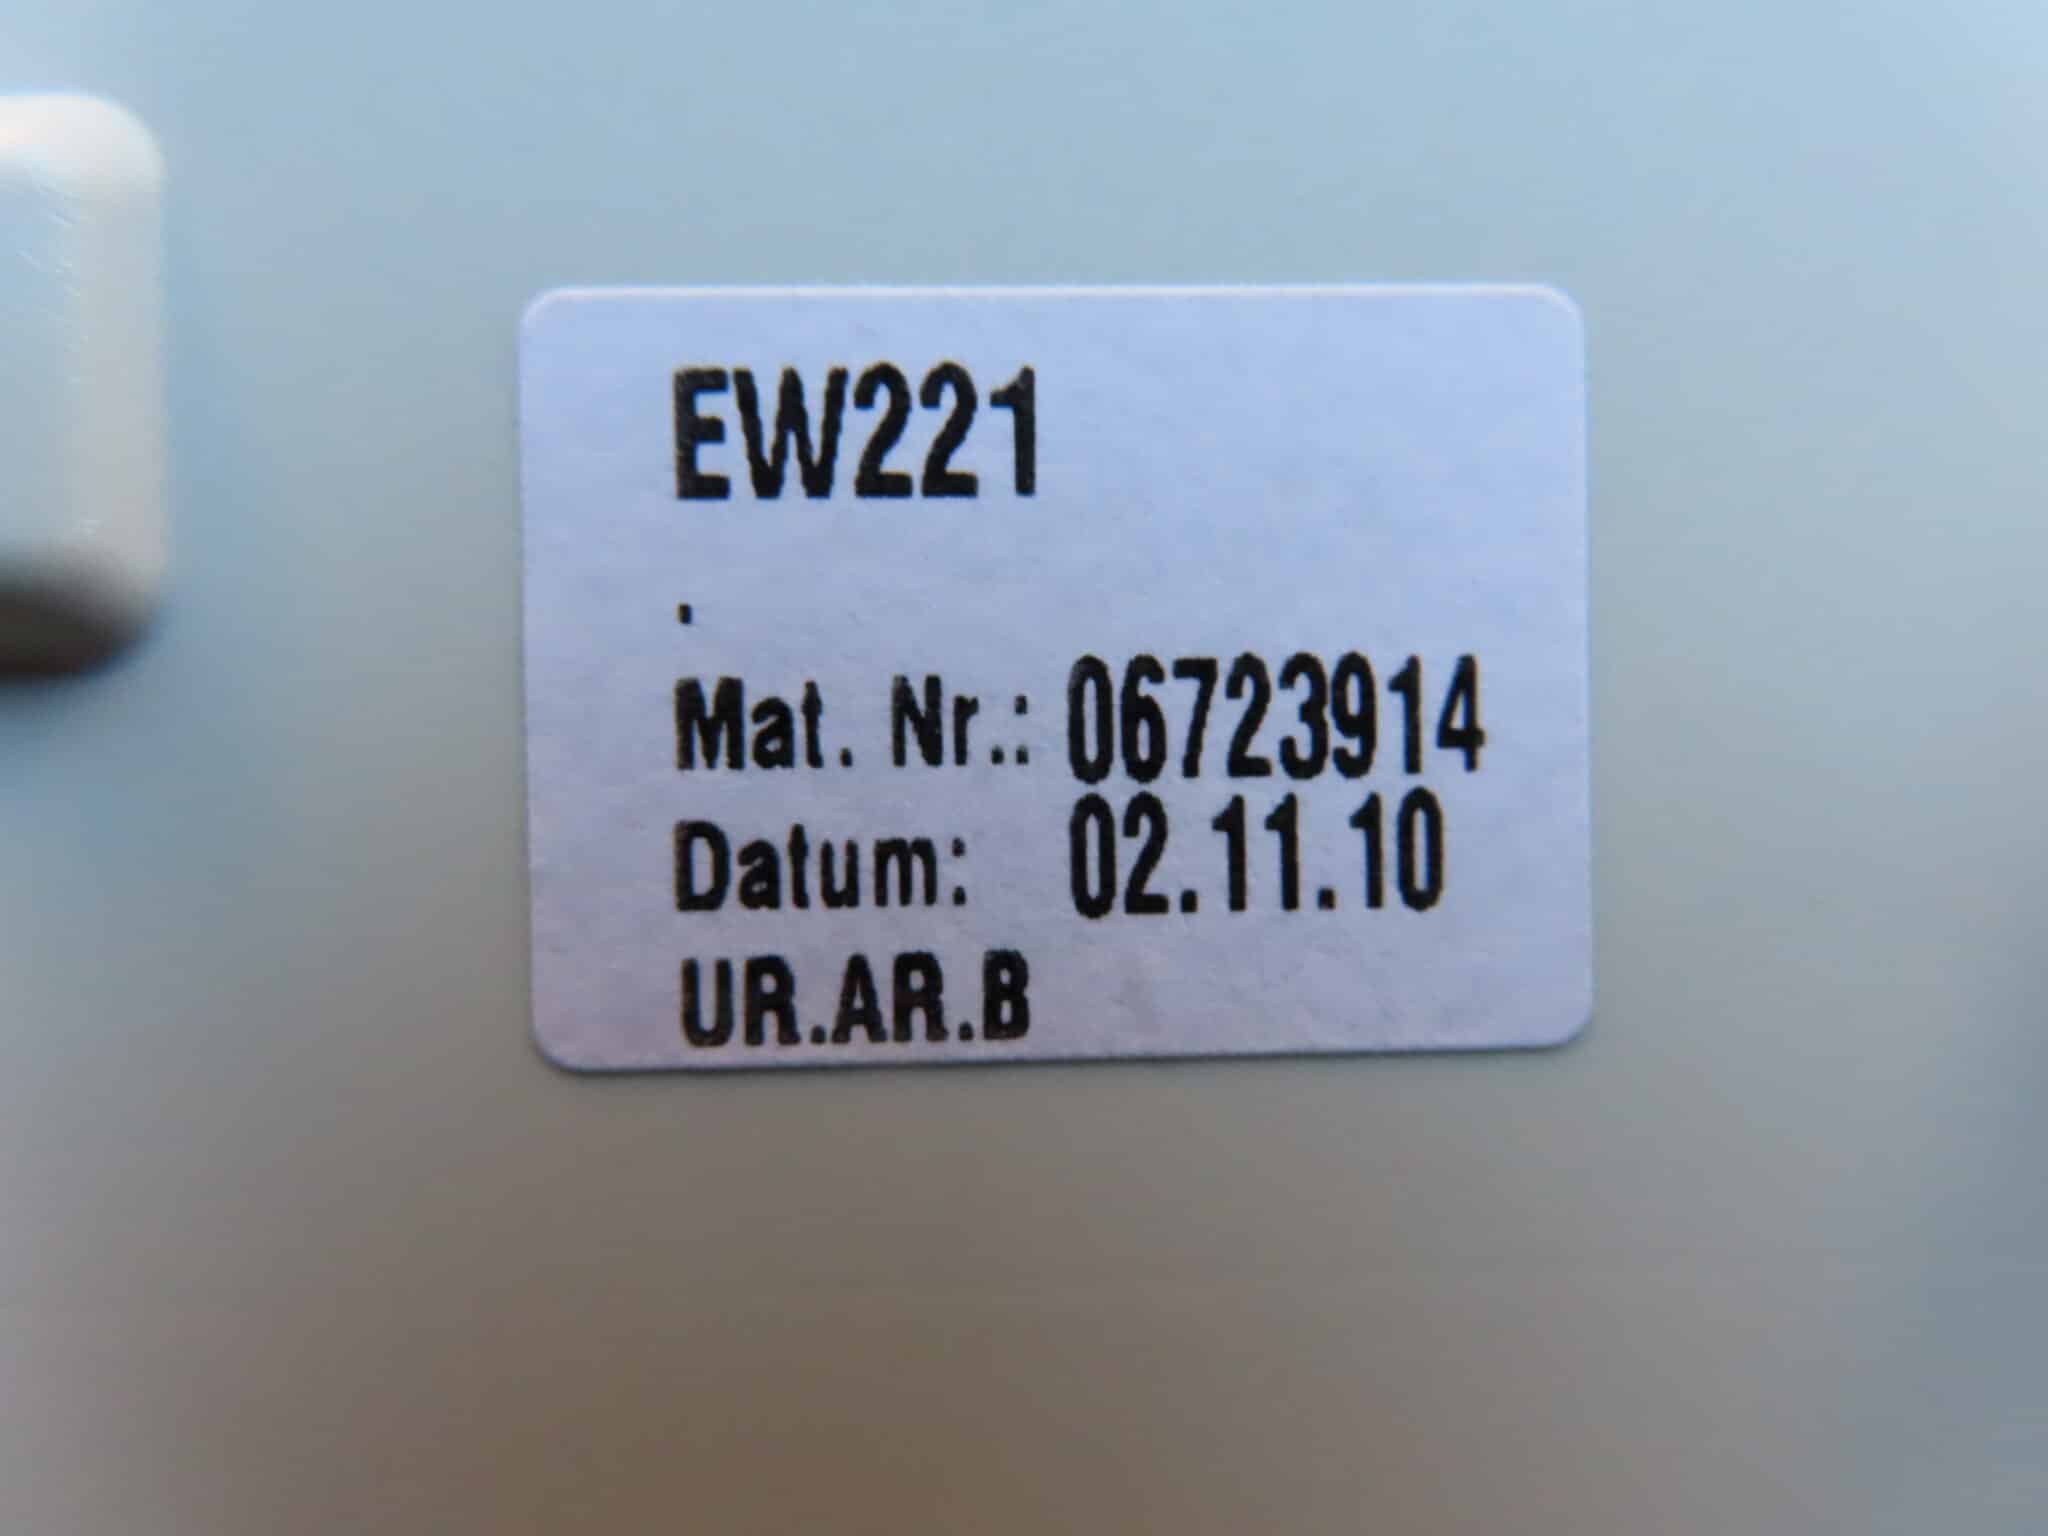 EW221
.
Mat. Nr.: 06723914
Datum: 02.11.10
UR.AR.B